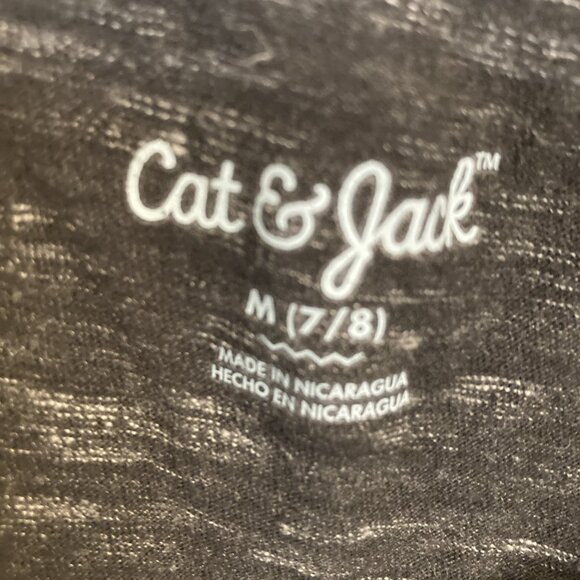 Cat & Jack™
M (7/8)
MADE IN NICARAGUA
HECHO EN NICARAGUA